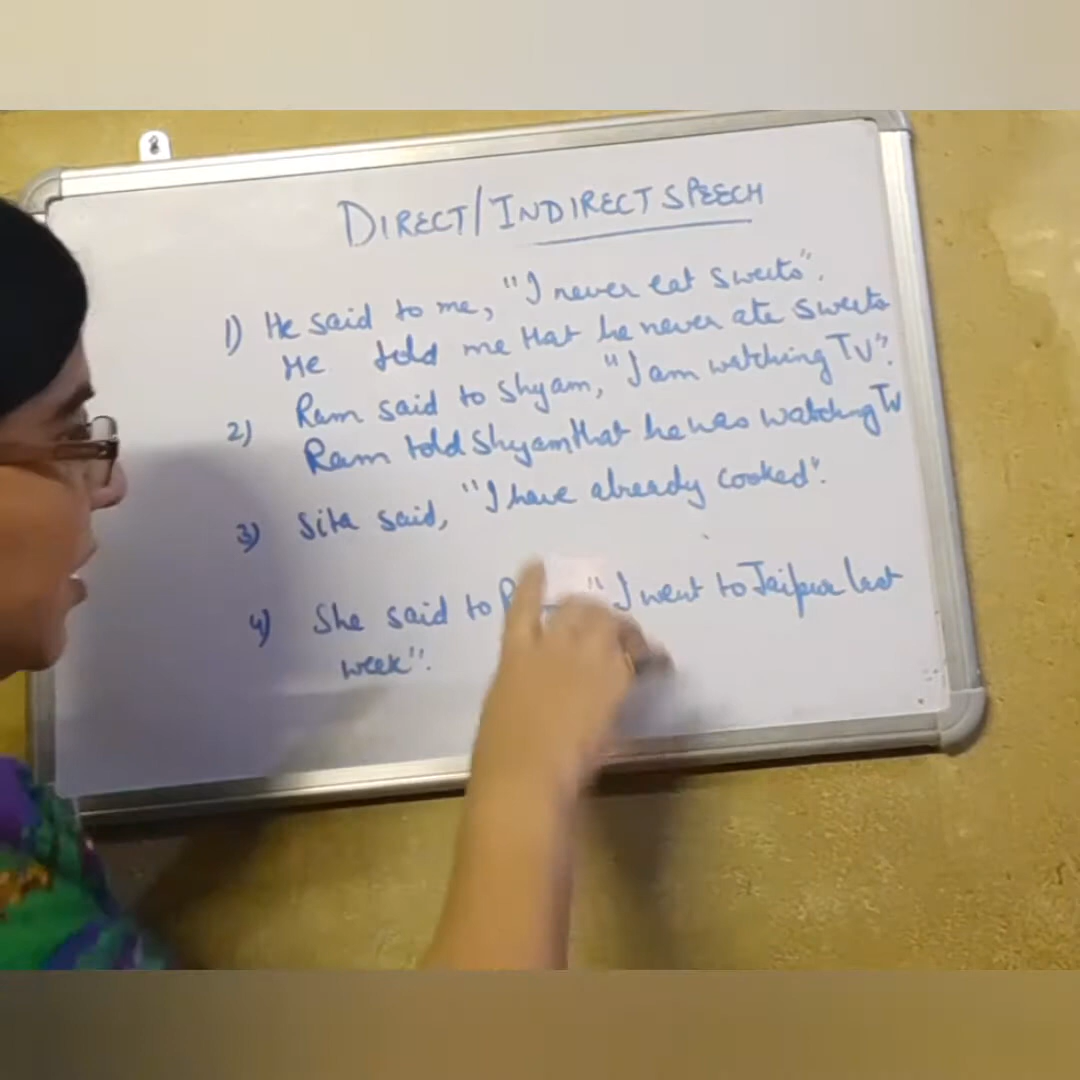 DIRECT/INDIRECT SPEECH
1) He said to me, "I never eat sweets".
He told me that he never ate sweets
2) Ram said to Shyam, "I am watching TV".
Ram told Shyam that he was watching TV
3) Sita said, "I have already cooked".
4) She said to " I went to Jaipur last
week".